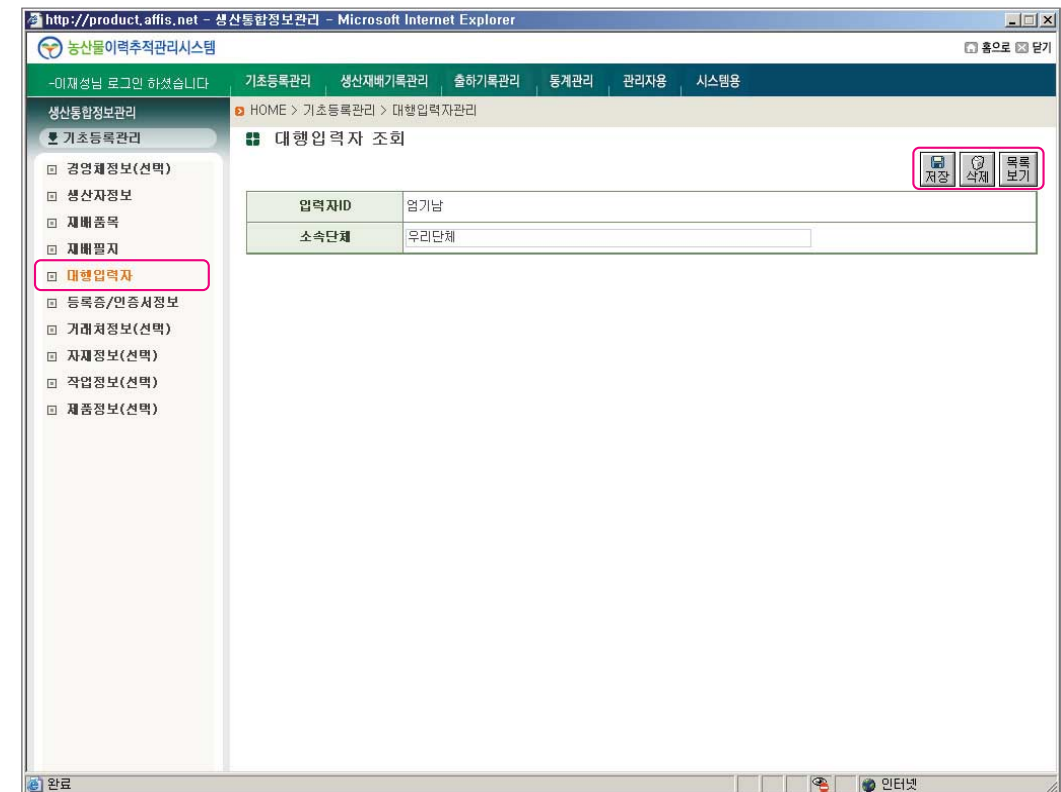 http://product.affis.net - 생산통합정보관리 - Microsoft Internet Explorer
농산물이력추적관리시스템
홈으로 닫기
-이재성님 로그인 하셨습니다
기초등록관리 생산재배기록관리 출하기록관리 통계관리 관리자용 시스템용
생산통합정보관리
HOME > 기초등록관리 > 대행입력자관리
기초등록관리
대행입력자 조회
저장 삭제 목록보기
경영체정보(선택)
생산자정보
재배품목
재배필지
대행입력자
등록증/인증서정보
거래처정보(선택)
자재정보(선택)
작업정보(선택)
제품정보(선택)
입력자ID 엄기남
소속단체 우리단체
완료
인터넷